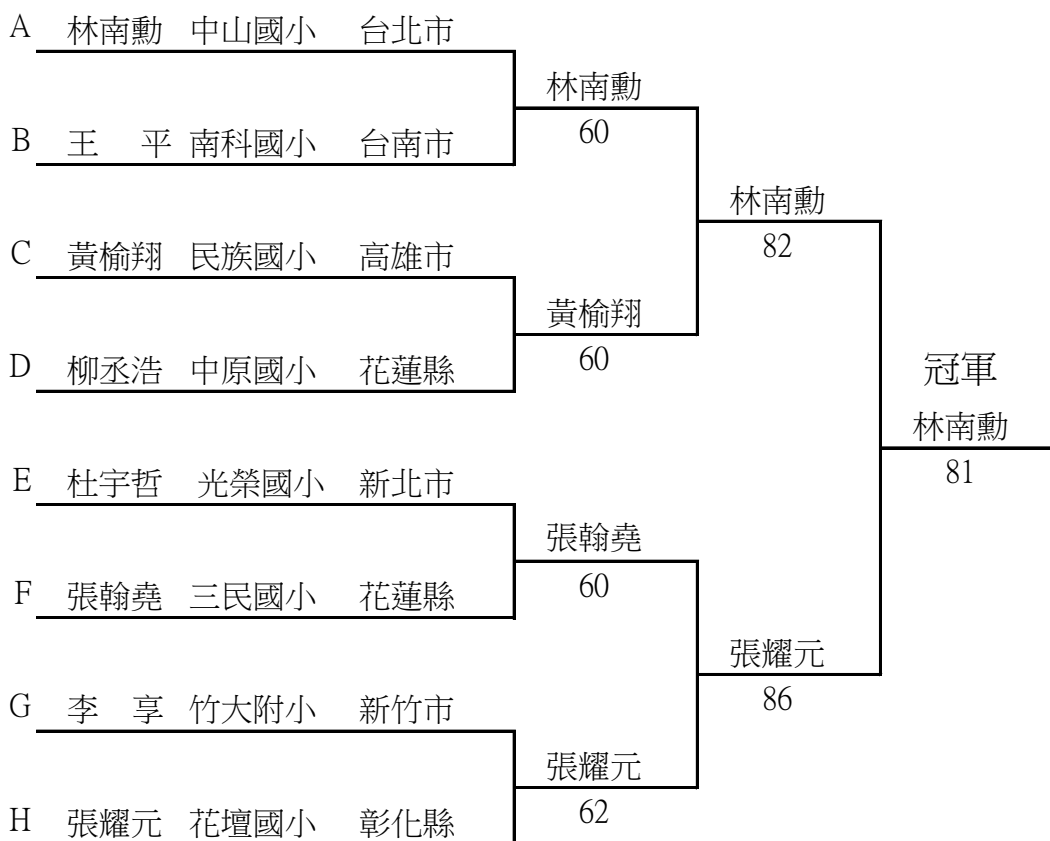 A 林南勳 中山國小 台北市
林南勳
60
B 王 平 南科國小 台南市
林南勳
82
C 黃榆翔 民族國小 高雄市
黃榆翔
60
D 柳丞浩 中原國小 花蓮縣
冠軍
林南勳
81
E 杜宇哲 光榮國小 新北市
張翰堯
60
F 張翰堯 三民國小 花蓮縣
張耀元
86
G 李 享 竹大附小 新竹市
張耀元
62
H 張耀元 花壇國小 彰化縣